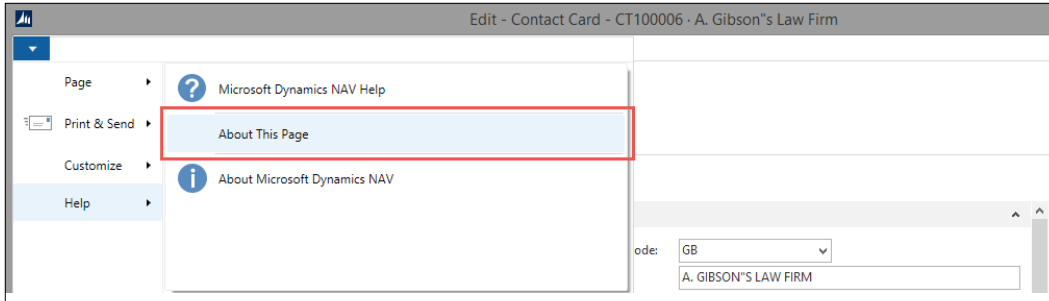 Edit - Contact Card - CT100006 · A. Gibson"s Law Firm
Page
Microsoft Dynamics NAV Help
Print & Send
About This Page
Customize
About Microsoft Dynamics NAV
Help
ode:
GB
A. GIBSON"S LAW FIRM